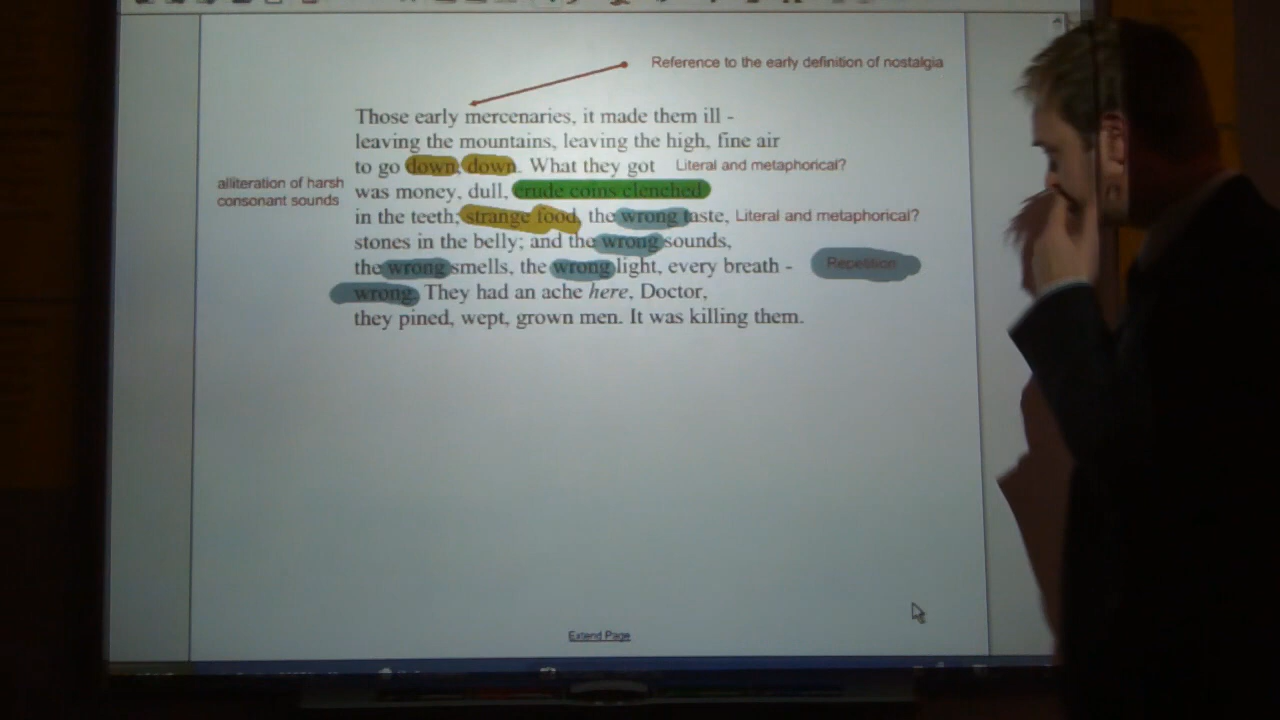 Reference to the early definition of nostalgia
Those early mercenaries, it made them ill -
leaving the mountains, leaving the high, fine air
to go down, down. What they got Literal and metaphorical?
alliteration of harsh
consonant sounds
was money, dull, crude coins clenched
in the teeth; strange food, the wrong taste, Literal and metaphorical?
stones in the belly; and the wrong sounds,
the wrong smells, the wrong light, every breath -
Repetition
wrong. They had an ache here, Doctor,
they pined, wept, grown men. It was killing them.
Extend Page